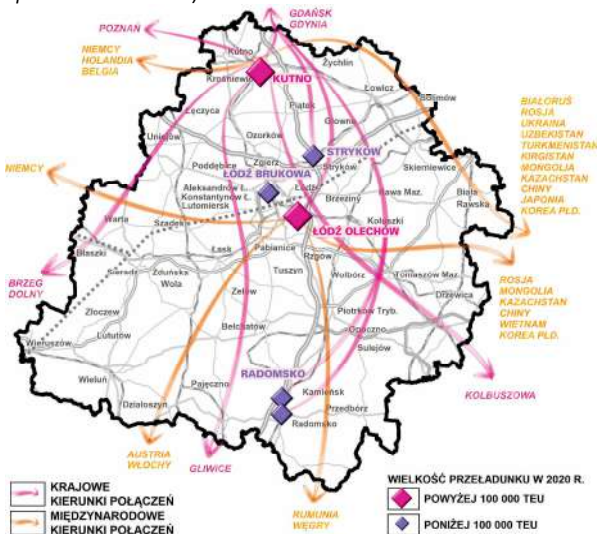 GDAŃSK
GDYNIA
POZNAŃ
NIEMCY
HOLANDIA
BELGIA
Kutno
Krośniewice
KUTNO
Żychlin
Łowicz
Bolimów
Łęczyca
Piątek
Głowno
Uniejów
Ozorków
STRYKÓW
Poddębice
Zgierz
Stryków
Skierniewice
ŁÓDŹ BRUKOWA
NIEMCY
Aleksandrów Ł.
Konstantynów Ł.
Lutomiersk
Łódź
Brzeziny
Rawa Maz.
Biała
Rawska
Warta
Szadek
ŁÓDŹ OLECHÓW
Koluszki
Błaszki
Łask
Pabianice
Rzgów
BRZEG
DOLNY
Sieradz
Zduńska
Wola
Tuszyn
Wolbórz
Tomaszów Maz.
Zelów
Drzewica
Złoczew
Piotrków Tryb.
Bełchatów
Opoczno
Wieruszów
Lututów
Sulejów
RADOMSKO
Wieluń
Pajęczno
Kamieńsk
Działoszyn
Przedbórz
Radomsko
BIAŁORUŚ
ROSJA
UKRAINA
UZBEKISTAN
TURKMENISTAN
KIRGISTAN
MONGOLIA
KAZACHSTAN
CHINY
JAPONIA
KOREA PŁD.
ROSJA
MONGOLIA
KAZACHSTAN
CHINY
WIETNAM
KOREA PŁD.
KOLBUSZOWA
AUSTRIA
WŁOCHY
GLIWICE
RUMUNIA
WĘGRY
KRAJOWE
KIERUNKI POŁĄCZEŃ
MIĘDZYNARODOWE
KIERUNKI POŁĄCZEŃ
WIELKOŚĆ PRZEŁADUNKU W 2020 R.
POWYŻEJ 100 000 TEU
PONIŻEJ 100 000 TEU